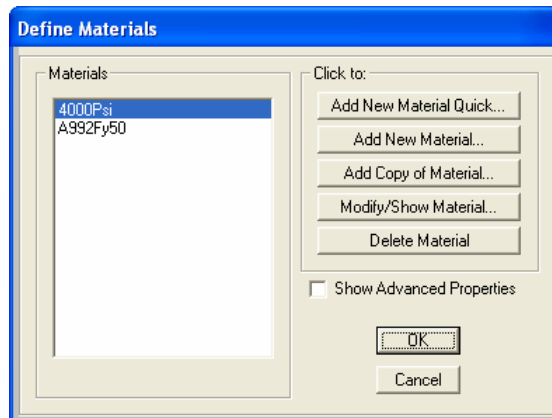 Define Materials
Materials
4000Psi
A992Fy50
Click to:
Add New Material Quick...
Add New Material...
Add Copy of Material...
Modify/Show Material...
Delete Material
Show Advanced Properties
OK
Cancel